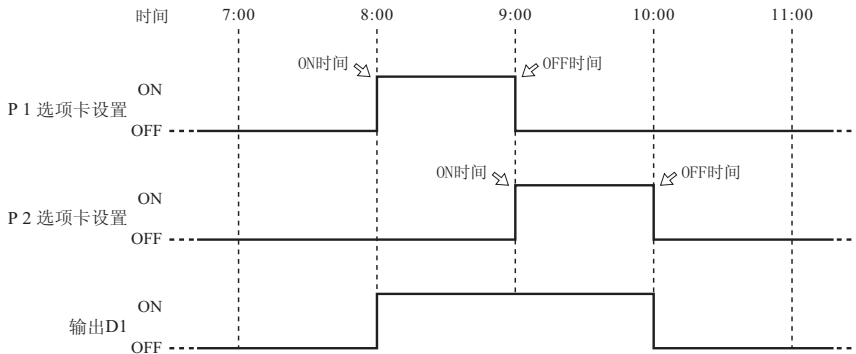 时间 7:00 8:00 9:00 10:00 11:00
ON时间 OFF时间
ON
P 1 选项卡设置
OFF
ON时间 OFF时间
ON
P 2 选项卡设置
OFF
ON
输出D1
OFF